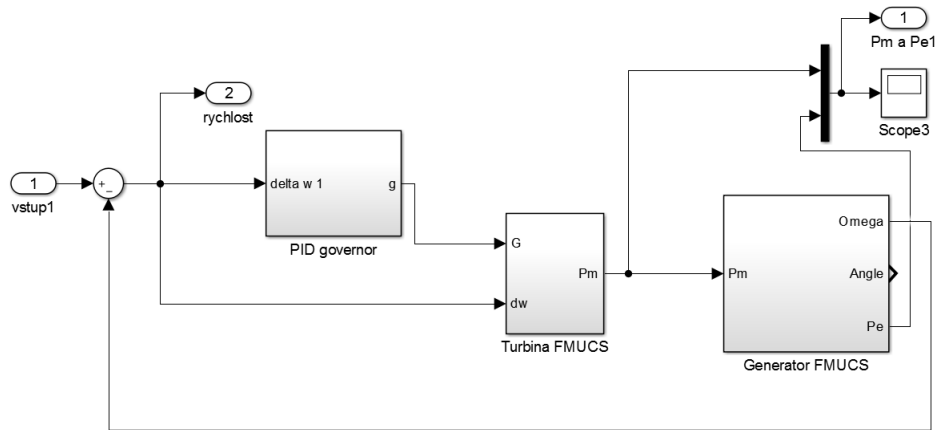 1
Pm a Pe1
2
rychlost
Scope3
1
vstup1
+
_
delta w 1
g
PID governor
G
dw
Pm
Turbina FMUCS
Pm
Omega
Angle
Pe
Generator FMUCS